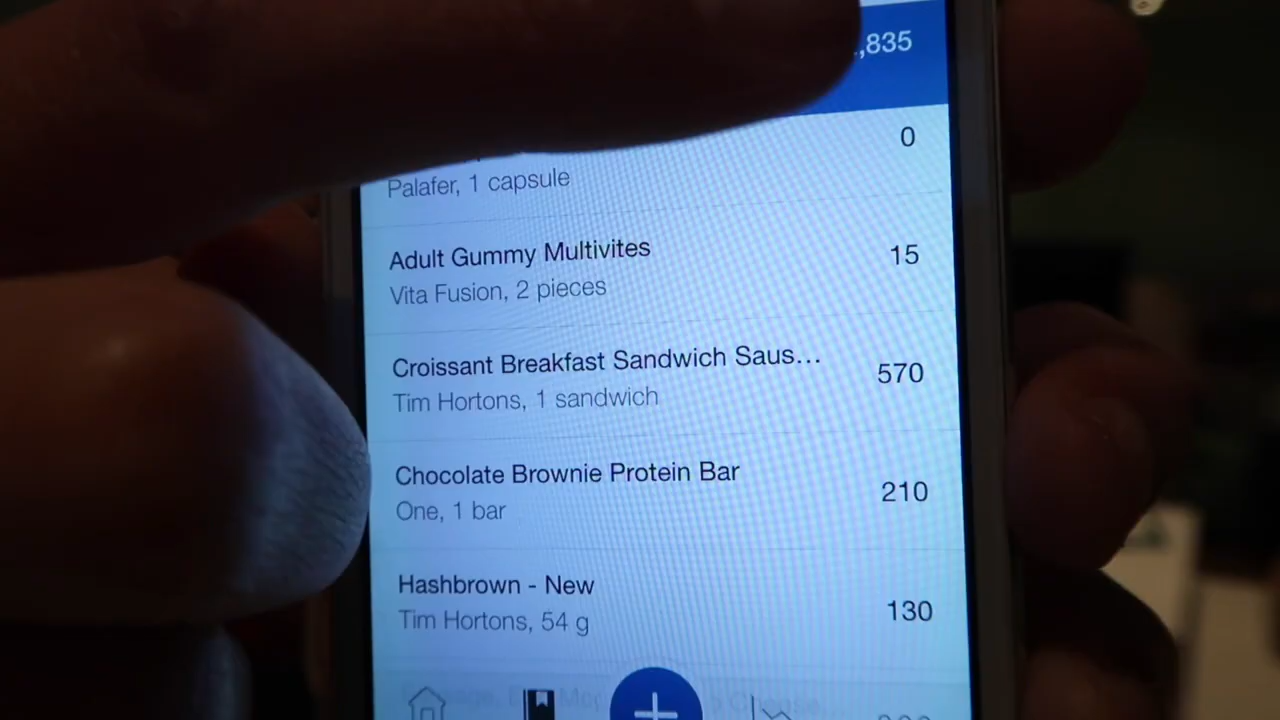 ,835
0
Palafer, 1 capsule
Adult Gummy Multivites
15
Vita Fusion, 2 pieces
Croissant Breakfast Sandwich Saus...
570
Tim Hortons, 1 sandwich
Chocolate Brownie Protein Bar
210
One, 1 bar
Hashbrown - New
130
Tim Hortons, 54 g